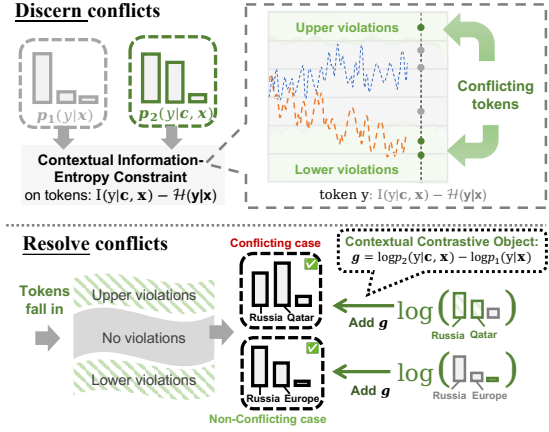 Discern conflicts
p₁(y|x)
p₂(y|c, x)
Contextual Information-
Entropy Constraint
on tokens: I(y|c, x) − ℋ(y|x)
Upper violations
Lower violations
Conflicting
tokens
token y: I(y|c, x) − ℋ(y|x)
Resolve conflicts
Tokens
fall in
Upper violations
No violations
Lower violations
Conflicting case
Russia Qatar
Russia Europe
Non-Conflicting case
Contextual Contrastive Object:
g = logp₂(y|c, x) − logp₁(y|x)
Add g
log( )
Russia Qatar
Add g
log( )
Russia Europe